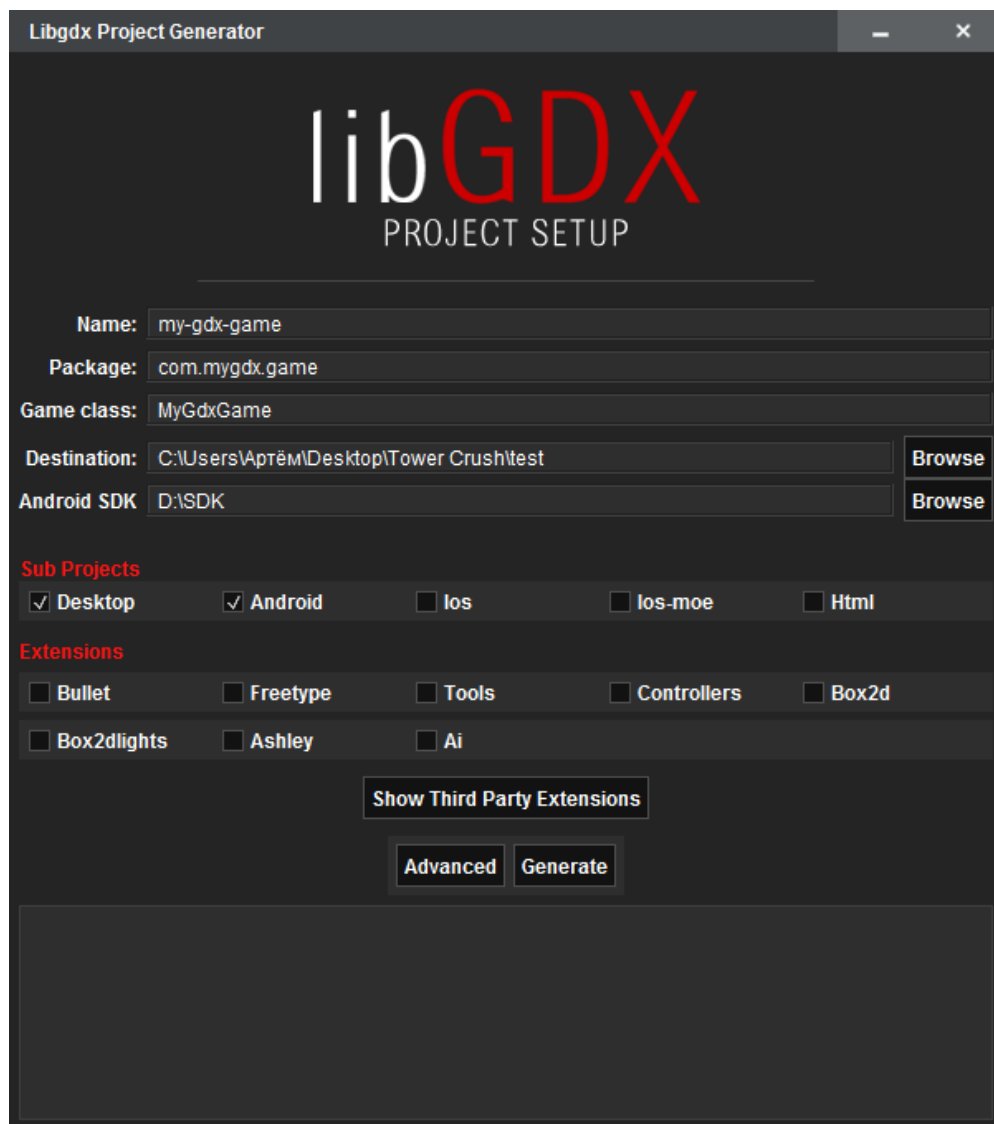 Libgdx Project Generator
libGDX
PROJECT SETUP
Name: my-gdx-game
Package: com.mygdx.game
Game class: MyGdxGame
Destination: C:\Users\Артём\Desktop\Tower Crush\test Browse
Android SDK D:\SDK Browse
Sub Projects
Desktop Android Ios Ios-moe Html
Extensions
Bullet Freetype Tools Controllers Box2d
Box2dlights Ashley Ai
Show Third Party Extensions
Advanced Generate